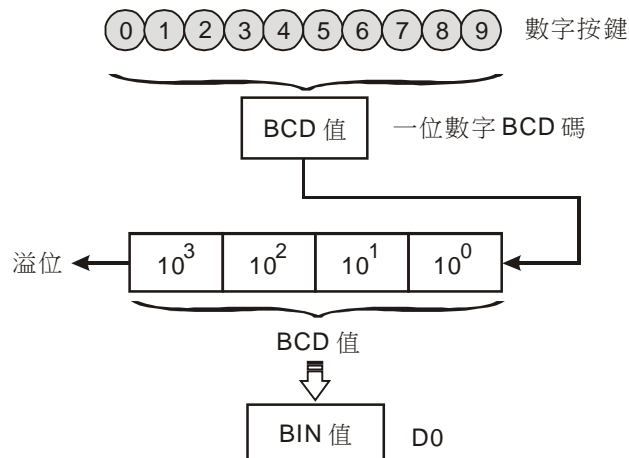 0 1 2 3 4 5 6 7 8 9 數字按鍵
BCD 值 一位數字 BCD 碼
溢位 10³ 10² 10¹ 10⁰
BCD 值
BIN 值 D0